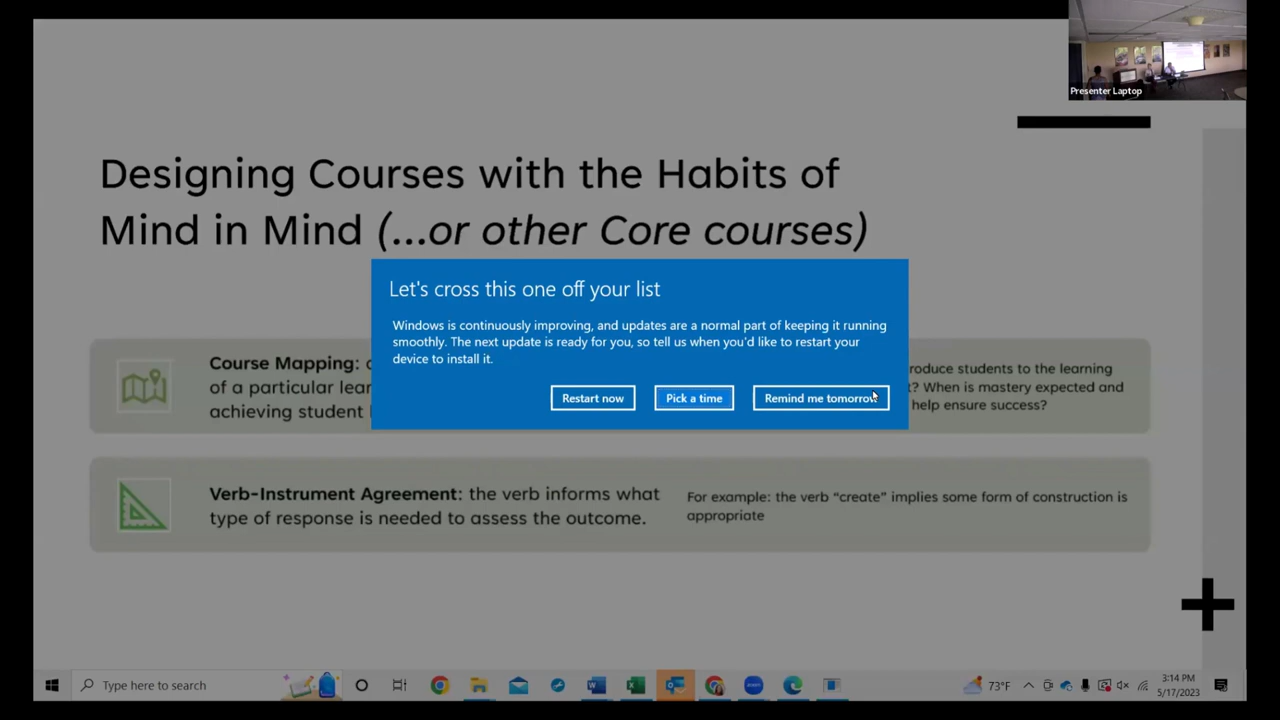 Presenter Laptop
Designing Courses with the Habits of
Mind in Mind (...or other Core courses)
Let's cross this one off your list
Windows is continuously improving, and updates are a normal part of keeping it running
smoothly. The next update is ready for you, so tell us when you'd like to restart your
device to install it.
Restart now
Pick a time
Remind me tomorrow
Course Mapping:
of a particular
achieving student
students to the learning
When is mastery expected and
help ensure success?
Verb-Instrument Agreement: the verb informs what
type of response is needed to assess the outcome.
For example: the verb “create” implies some form of construction is
appropriate
Type here to search
73°F
3:14 PM
5/17/2023